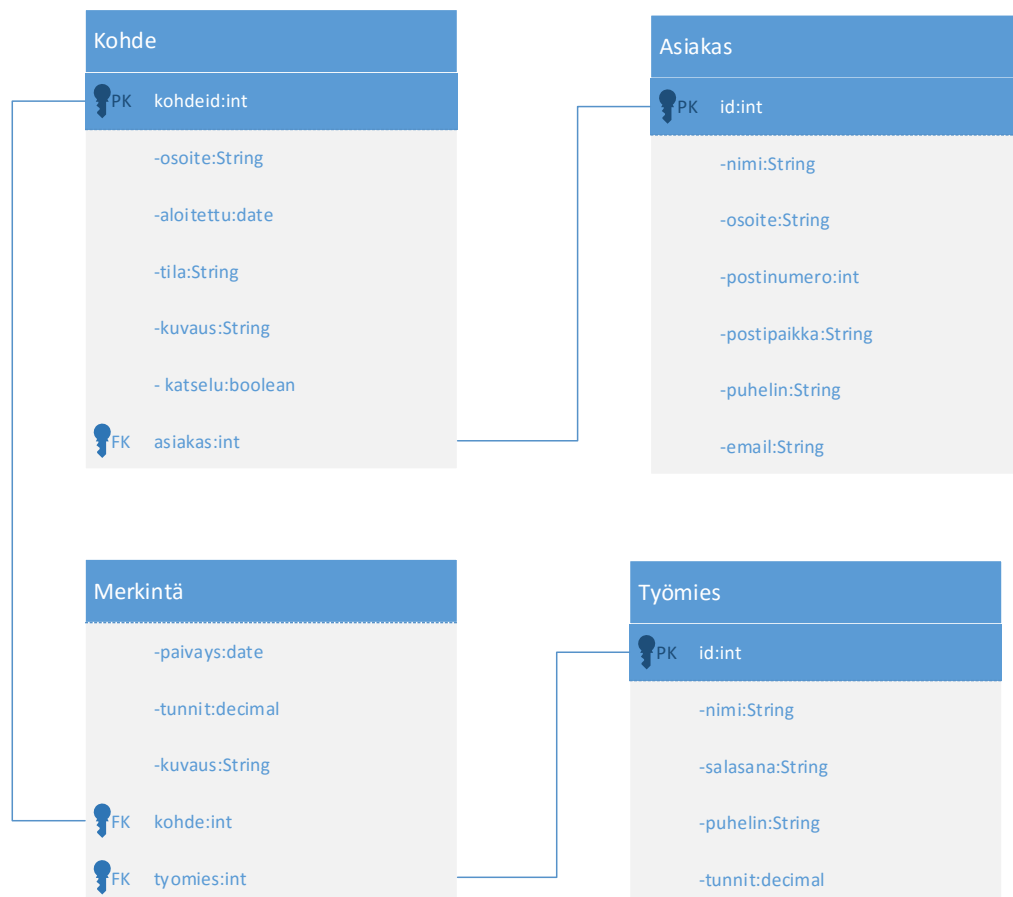 Kohde
PK kohdeid:int
-osoite:String
-aloitettu:date
-tila:String
-kuvaus:String
- katselu:boolean
FK asiakas:int
Asiakas
PK id:int
-nimi:String
-osoite:String
-postinumero:int
-postipaikka:String
-puhelin:String
-email:String
Merkintä
-paivays:date
-tunnit:decimal
-kuvaus:String
FK kohde:int
FK tyomies:int
Työmies
PK id:int
-nimi:String
-salasana:String
-puhelin:String
-tunnit:decimal